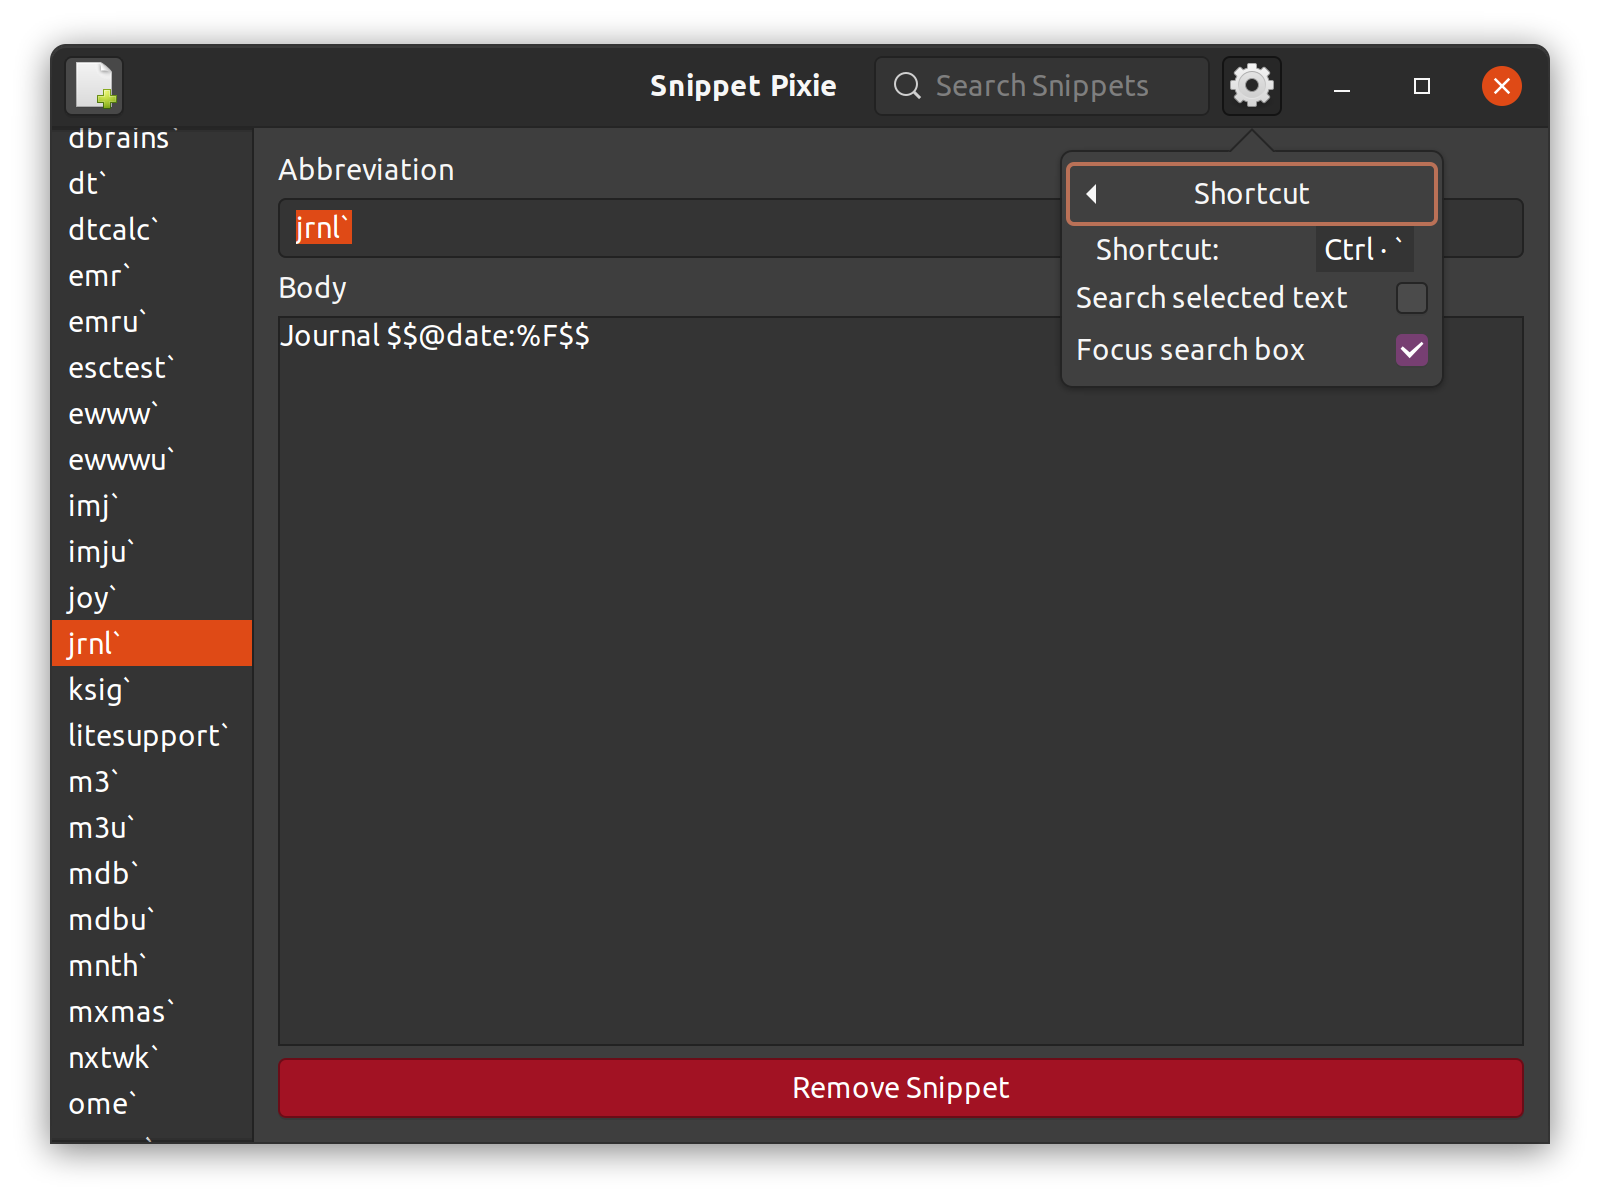 Snippet Pixie
Search Snippets
dbrains`
dt`
dtcalc`
emr`
emru`
esctest`
ewww`
ewwwu`
imj`
imju`
joy`
jrnl`
ksig`
litesupport`
m3`
m3u`
mdb`
mdbu`
mnth`
mxmas`
nxtwk`
ome`
Abbreviation
jrnl`
Body
Journal $$@date:%F$$
Shortcut
Shortcut: Ctrl · `
Search selected text
Focus search box
Remove Snippet